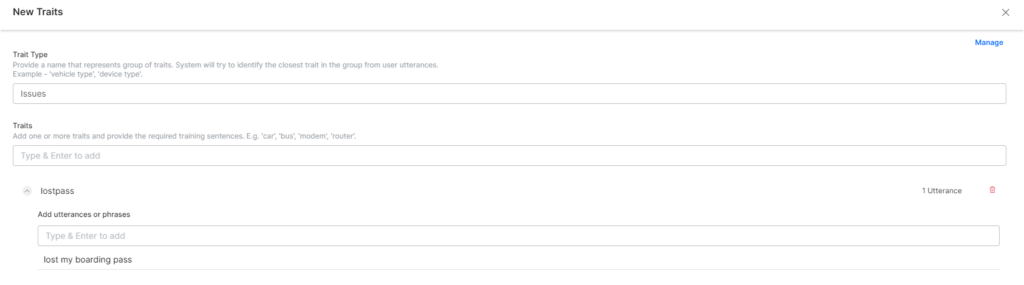 New Traits
Manage
Trait Type
Provide a name that represents group of traits. System will try to identify the closest trait in the group from user utterances.
Example - 'vehicle type', 'device type'.
Issues
Traits
Add one or more traits and provide the required training sentences. E.g. 'car', 'bus', 'modem', 'router'.
Type & Enter to add
lostpass
1 Utterance
Add utterances or phrases
Type & Enter to add
lost my boarding pass